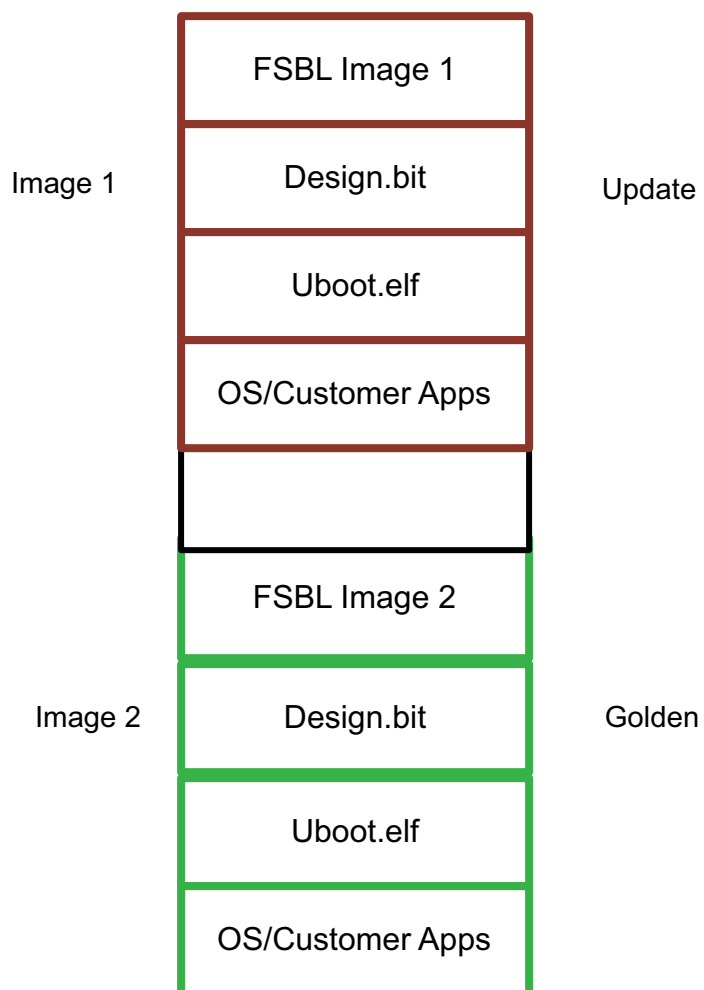 FSBL Image 1
Image 1
Design.bit
Update
Uboot.elf
OS/Customer Apps
FSBL Image 2
Image 2
Design.bit
Golden
Uboot.elf
OS/Customer Apps